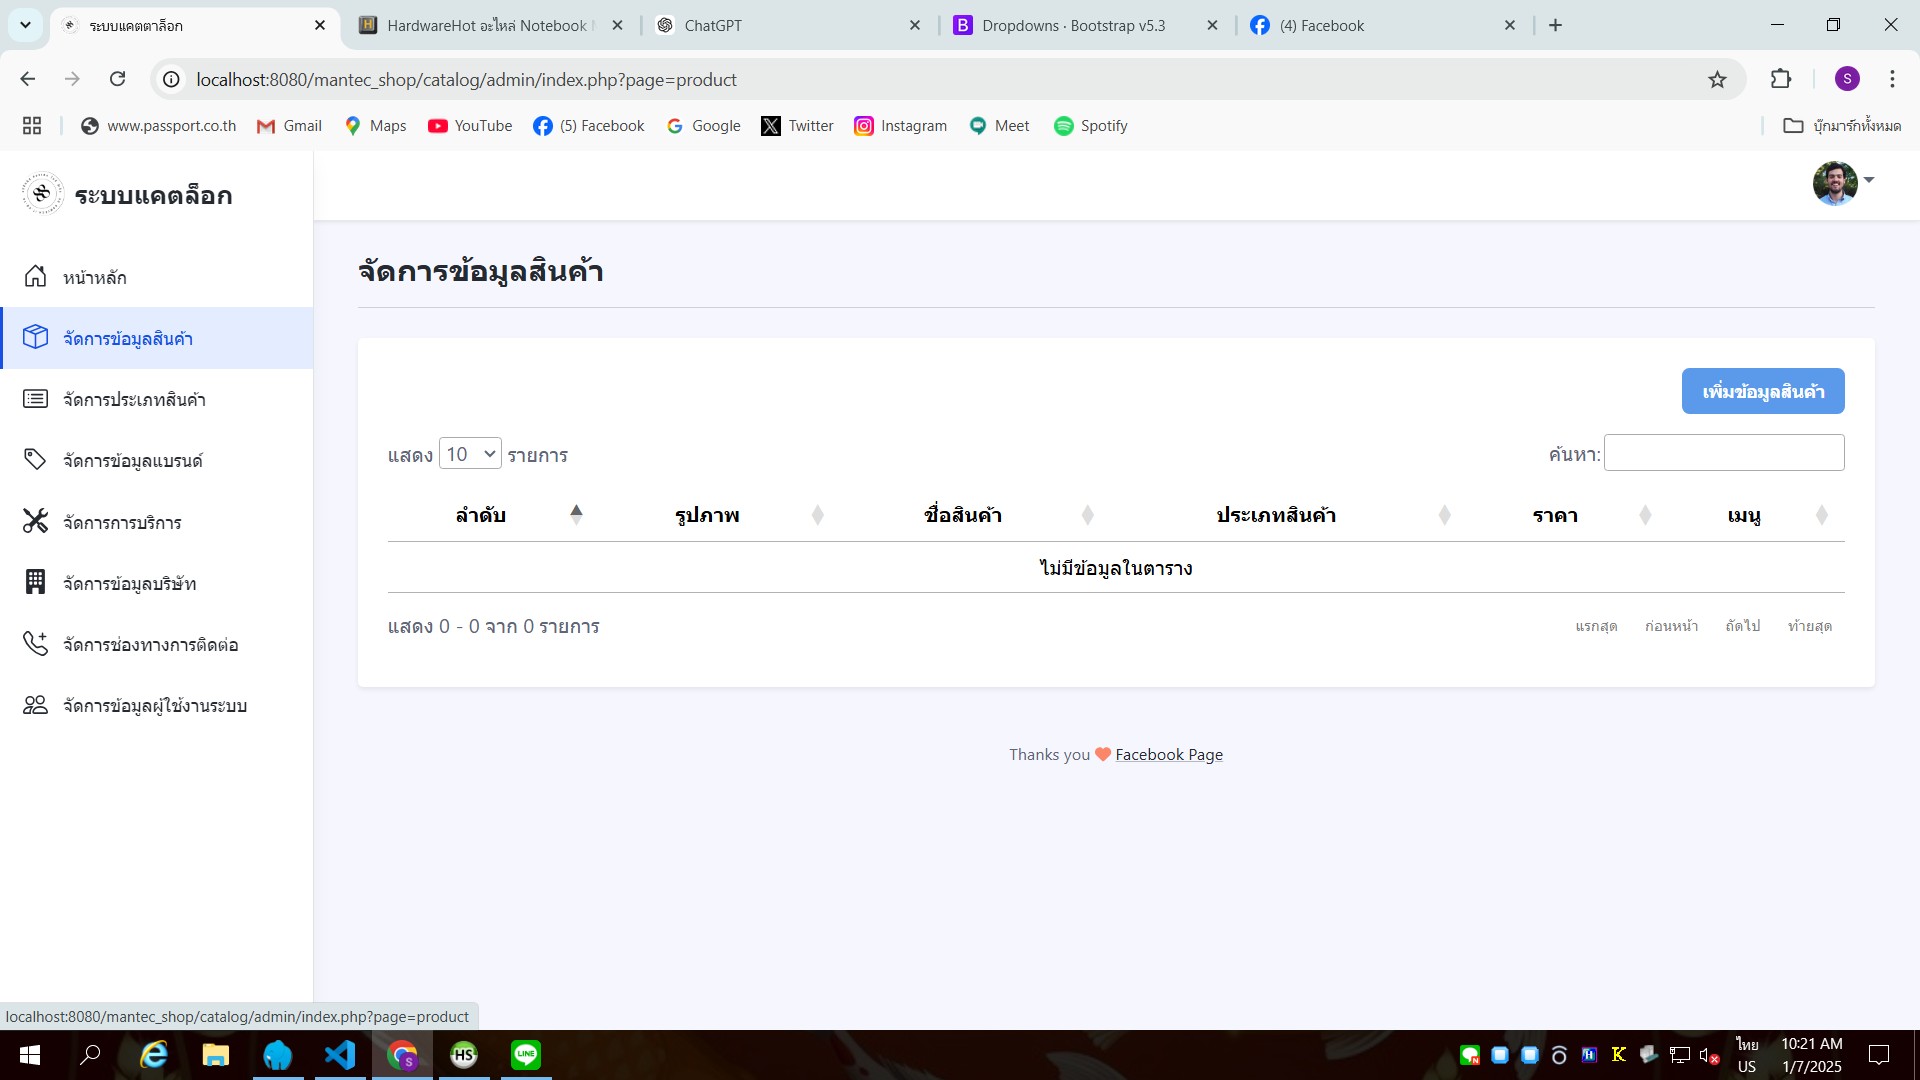 ระบบแคตตาล็อก
HardwareHot อะไหล่ Notebook
ChatGPT
Dropdowns · Bootstrap v5.3
(4) Facebook
localhost:8080/mantec_shop/catalog/admin/index.php?page=product
S
www.passport.co.th
Gmail
Maps
YouTube
(5) Facebook
Google
Twitter
Instagram
Meet
Spotify
บุ๊กมาร์กทั้งหมด
ระบบแคตล็อก
หน้าหลัก
จัดการข้อมูลสินค้า
จัดการประเภทสินค้า
จัดการข้อมูลแบรนด์
จัดการการบริการ
จัดการข้อมูลบริษัท
จัดการช่องทางการติดต่อ
จัดการข้อมูลผู้ใช้งานระบบ
จัดการข้อมูลสินค้า
เพิ่มข้อมูลสินค้า
แสดง 10 รายการ
ค้นหา:
ลำดับ รูปภาพ ชื่อสินค้า ประเภทสินค้า ราคา เมนู
ไม่มีข้อมูลในตาราง
แสดง 0 - 0 จาก 0 รายการ
แรกสุด ก่อนหน้า ถัดไป ท้ายสุด
Thanks you Facebook Page
localhost:8080/mantec_shop/catalog/admin/index.php?page=product
HS
LINE
K
ไทย
US
10:21 AM
1/7/2025